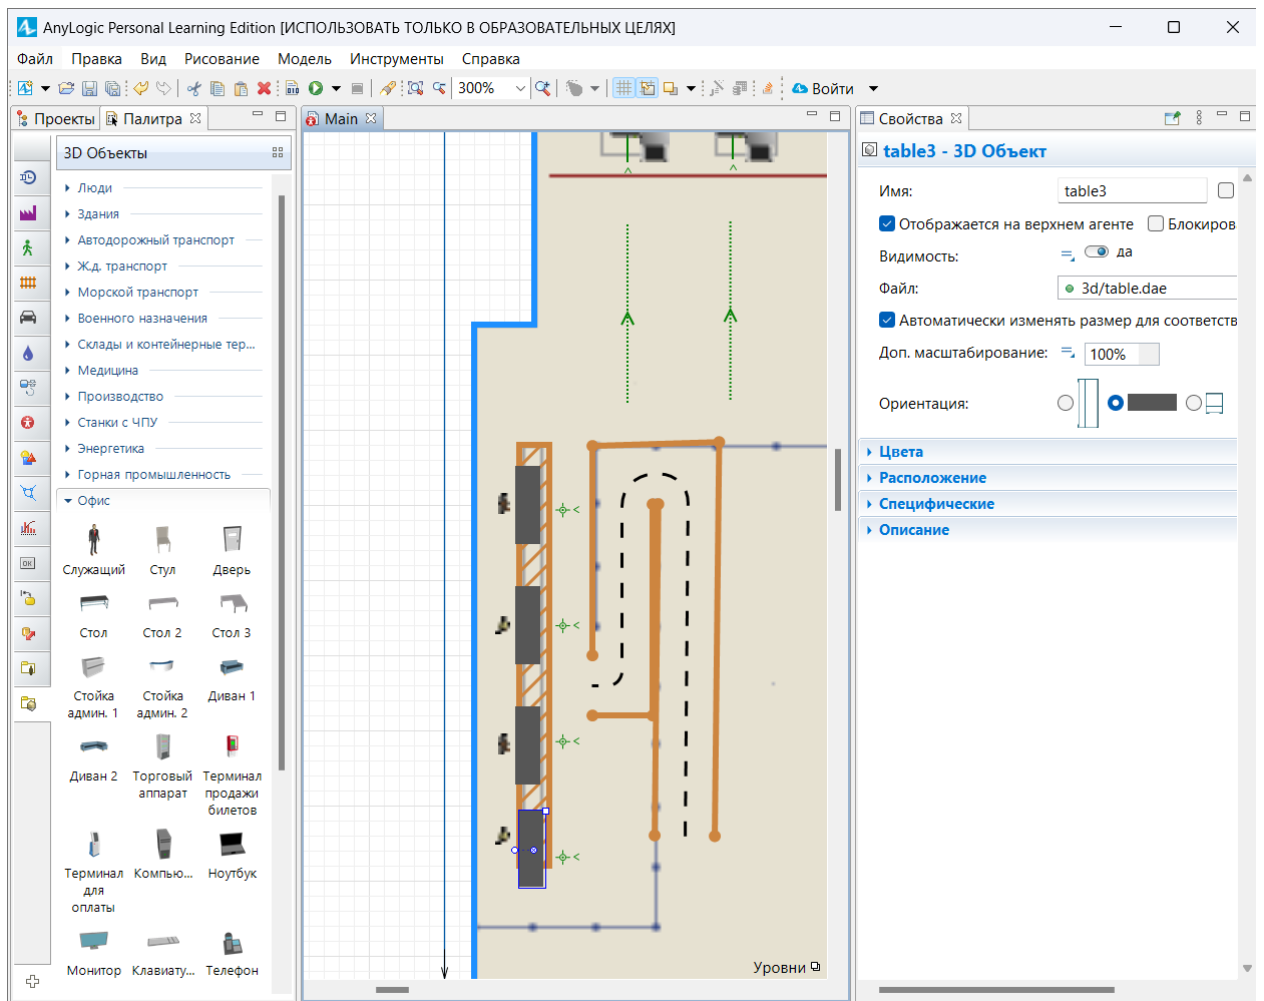 AnyLogic Personal Learning Edition [ИСПОЛЬЗОВАТЬ ТОЛЬКО В ОБРАЗОВАТЕЛЬНЫХ ЦЕЛЯХ]
Файл Правка Вид Рисование Модель Инструменты Справка
300% Войти
Проекты Палитра
Main
Свойства
3D Объекты
Люди
Здания
Автодорожный транспорт
Ж.д. транспорт
Морской транспорт
Военного назначения
Склады и контейнерные тер...
Медицина
Производство
Станки с ЧПУ
Энергетика
Горная промышленность
Офис
Служащий Стул Дверь
Стол Стол 2 Стол 3
Стойка админ. 1
Стойка админ. 2
Диван 1
Диван 2
Торговый аппарат
Терминал продажи билетов
Терминал для оплаты
Компью... Ноутбук
Монитор Клавиату... Телефон
Уровни
table3 - 3D Объект
Имя: table3
Отображается на верхнем агенте Блокиров
Видимость: да
Файл: 3d/table.dae
Автоматически изменять размер для соответств
Доп. масштабирование: 100%
Ориентация:
Цвета
Расположение
Специфические
Описание